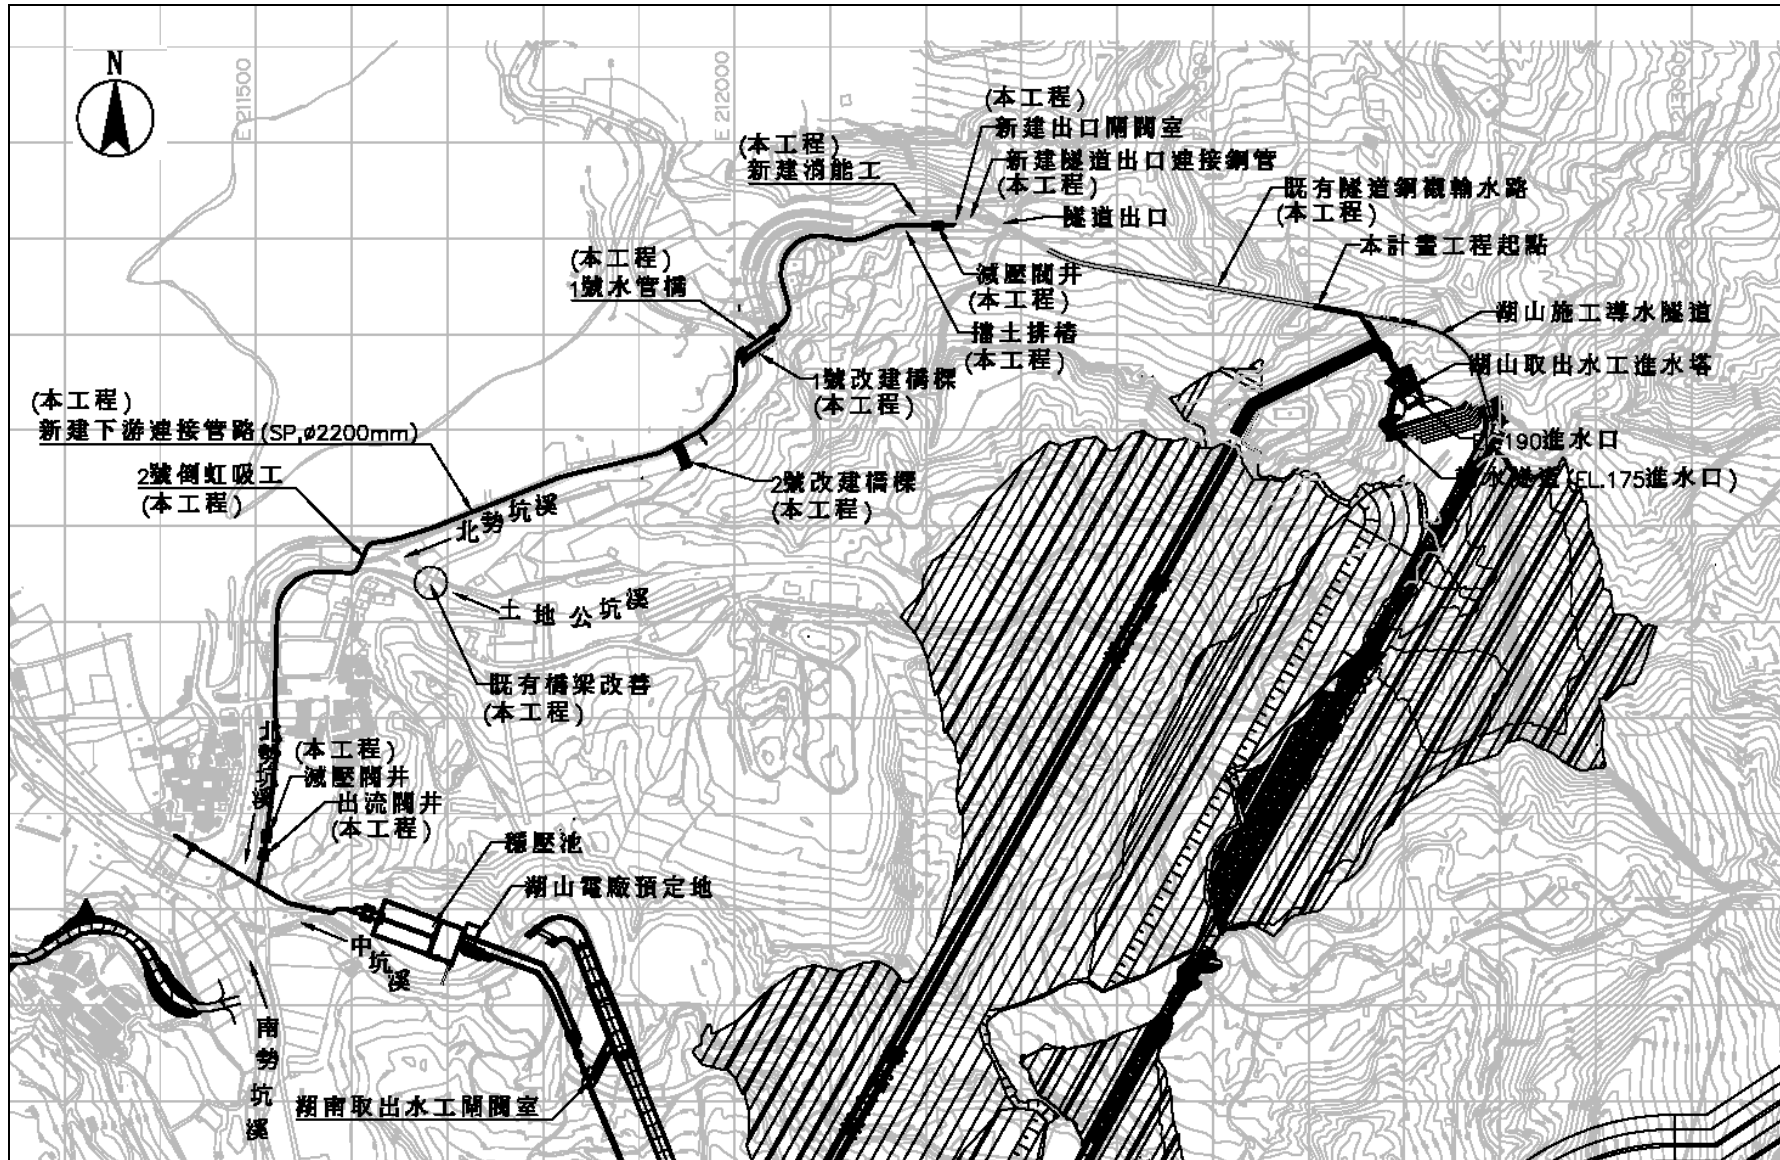 N
E 211500
E 212000
(本工程)
新建出口閘閥室
(本工程)
新建消能工
新建隧道出口連接鋼管
(本工程)
隧道出口
既有隧道鋼襯輸水路
(本工程)
本計畫工程起點
(本工程)
1號水管橋
減壓閥井
(本工程)
湖山施工導水隧道
擋土排樁
(本工程)
湖山取出水工進水塔
1號改建橋樑
(本工程)
(本工程)
新建下游連接管路(SP,ø2200mm)
190進水口
2號倒虹吸工
(本工程)
2號改建橋樑
(本工程)
(EL.175進水口)
北勢坑溪
土地公坑溪
既有橋梁改善
(本工程)
北勢坑溪
(本工程)
減壓閥井
出流閥井
(本工程)
穩壓池
湖山電廠預定地
中坑溪
南勢坑溪
湖南取出水工閘閥室